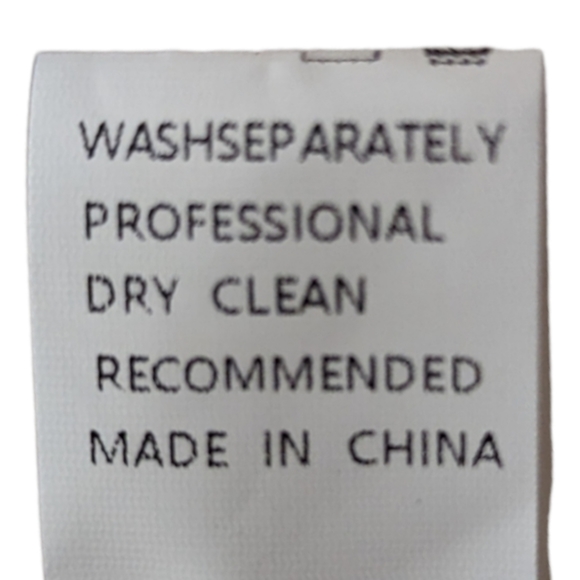 WASHSEPARATELY
PROFESSIONAL
DRY CLEAN
RECOMMENDED
MADE IN CHINA